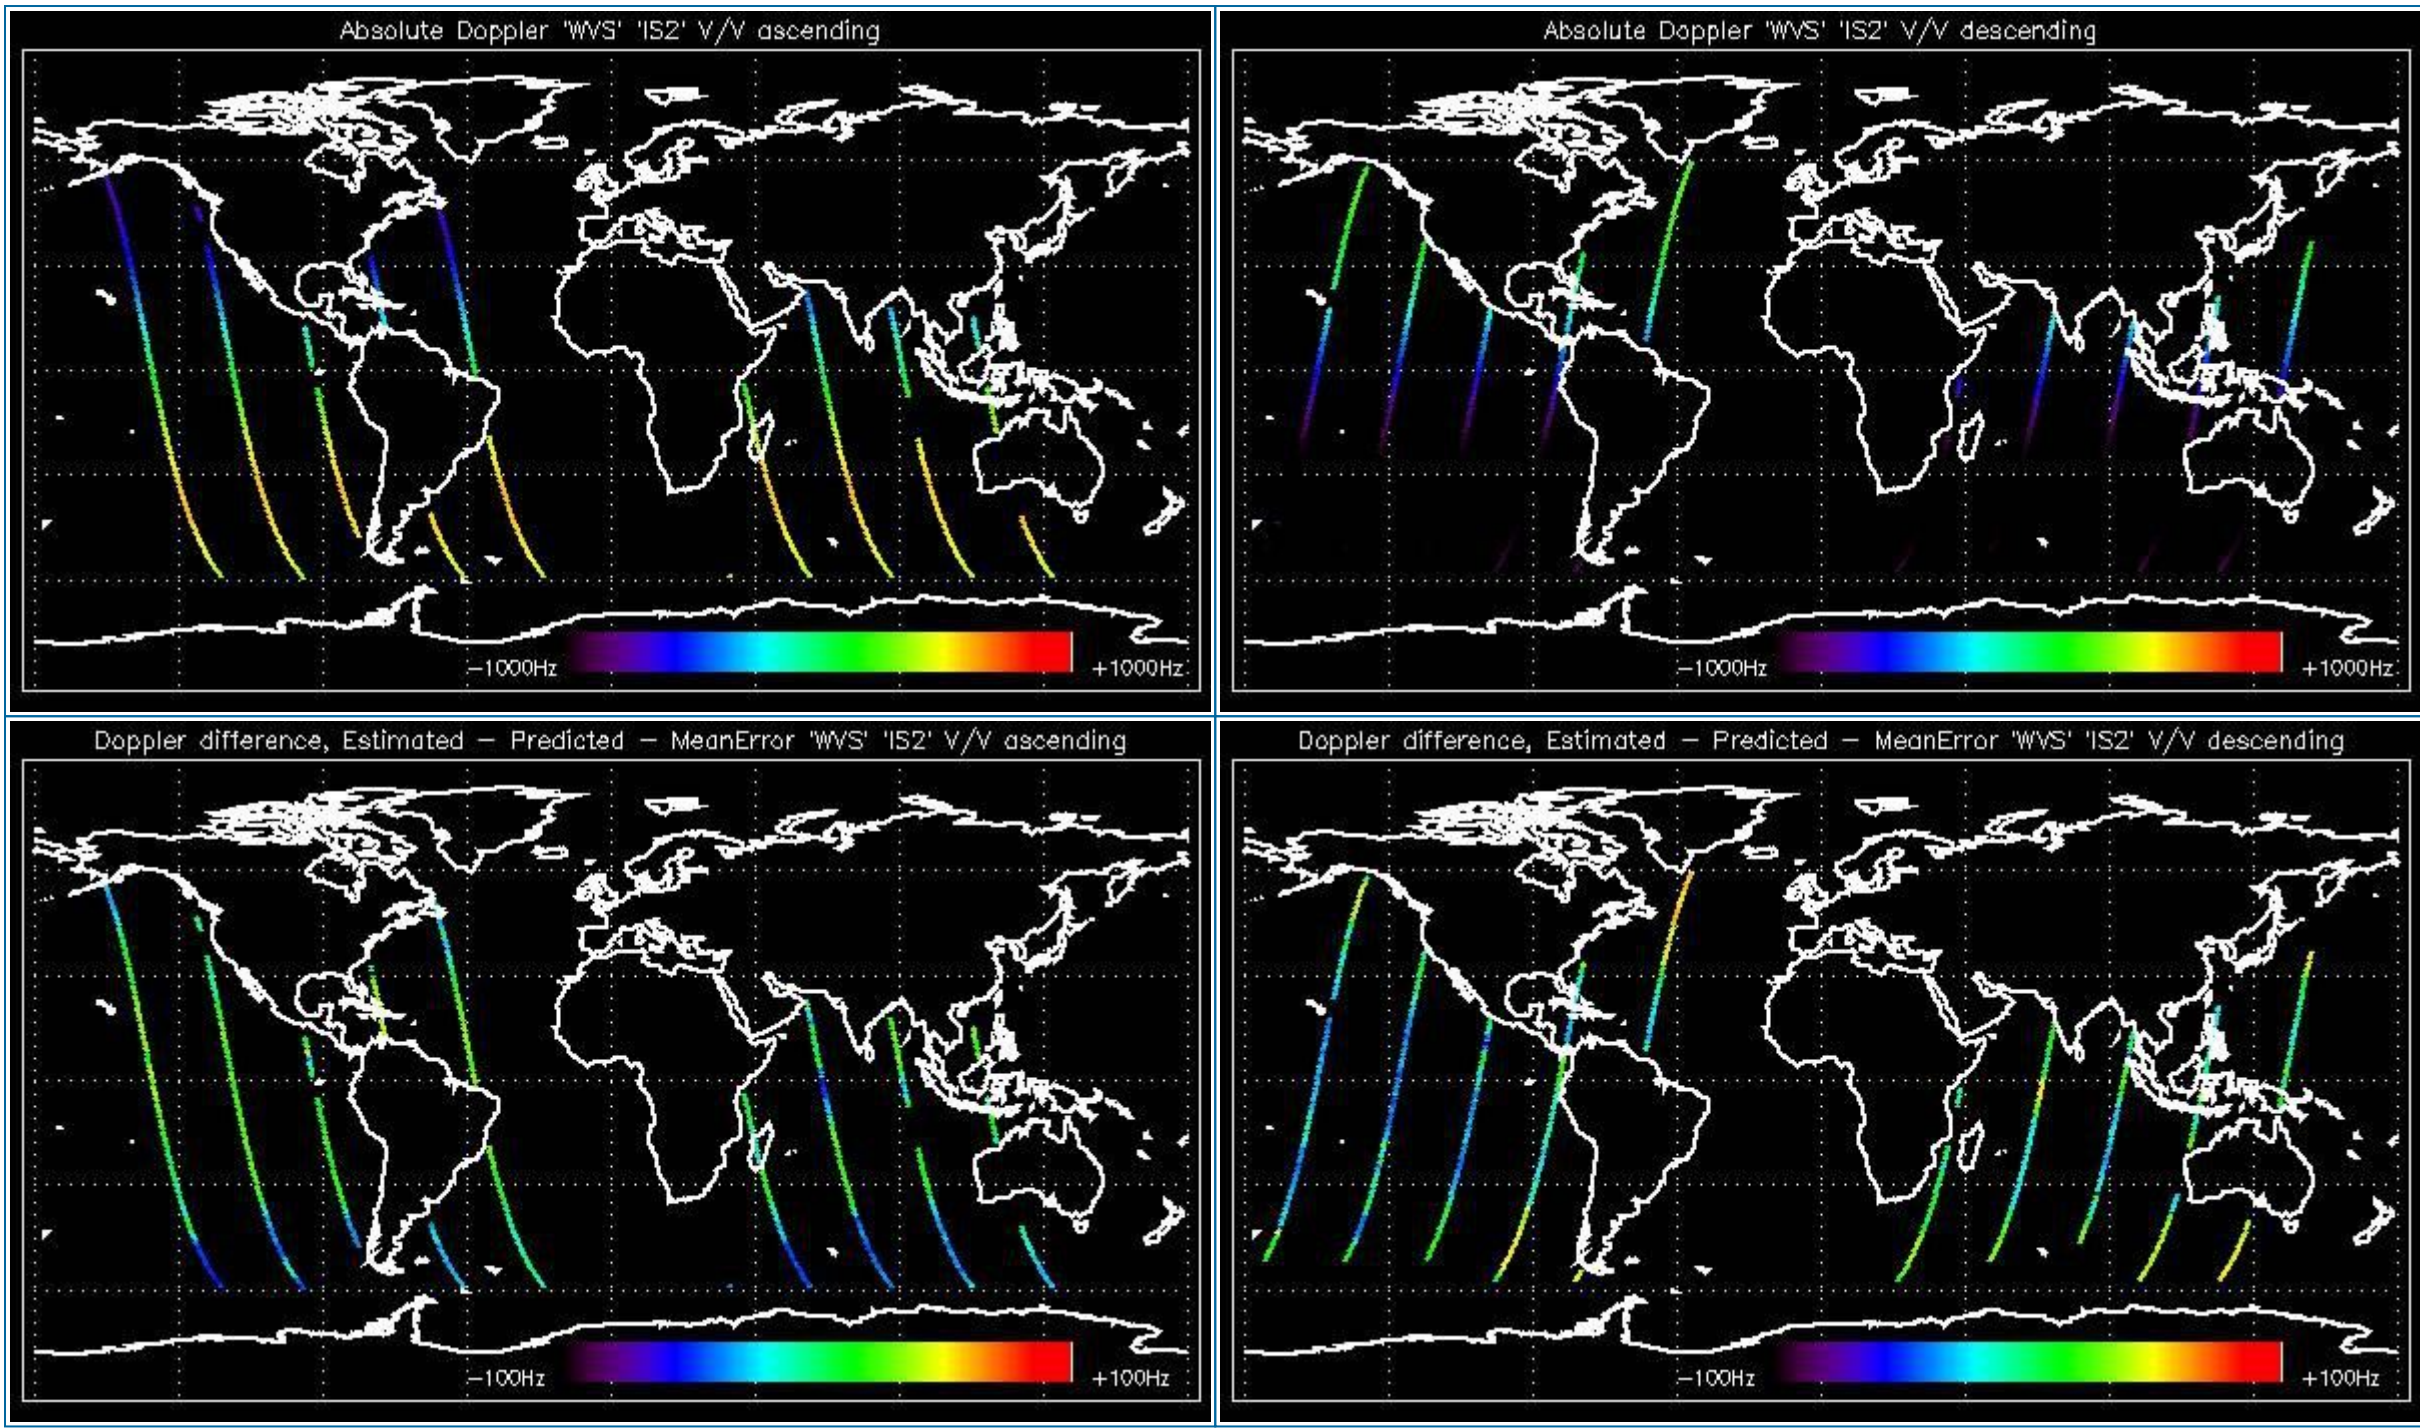 Absolute Doppler 'WVS' 'IS2' V/V ascending
-1000Hz
+1000Hz
Absolute Doppler 'WVS' 'IS2' V/V descending
-1000Hz
+1000Hz
Doppler difference, Estimated - Predicted - MeanError 'WVS' 'IS2' V/V ascending
-100Hz
+100Hz
Doppler difference, Estimated - Predicted - MeanError 'WVS' 'IS2' V/V descending
-100Hz
+100Hz